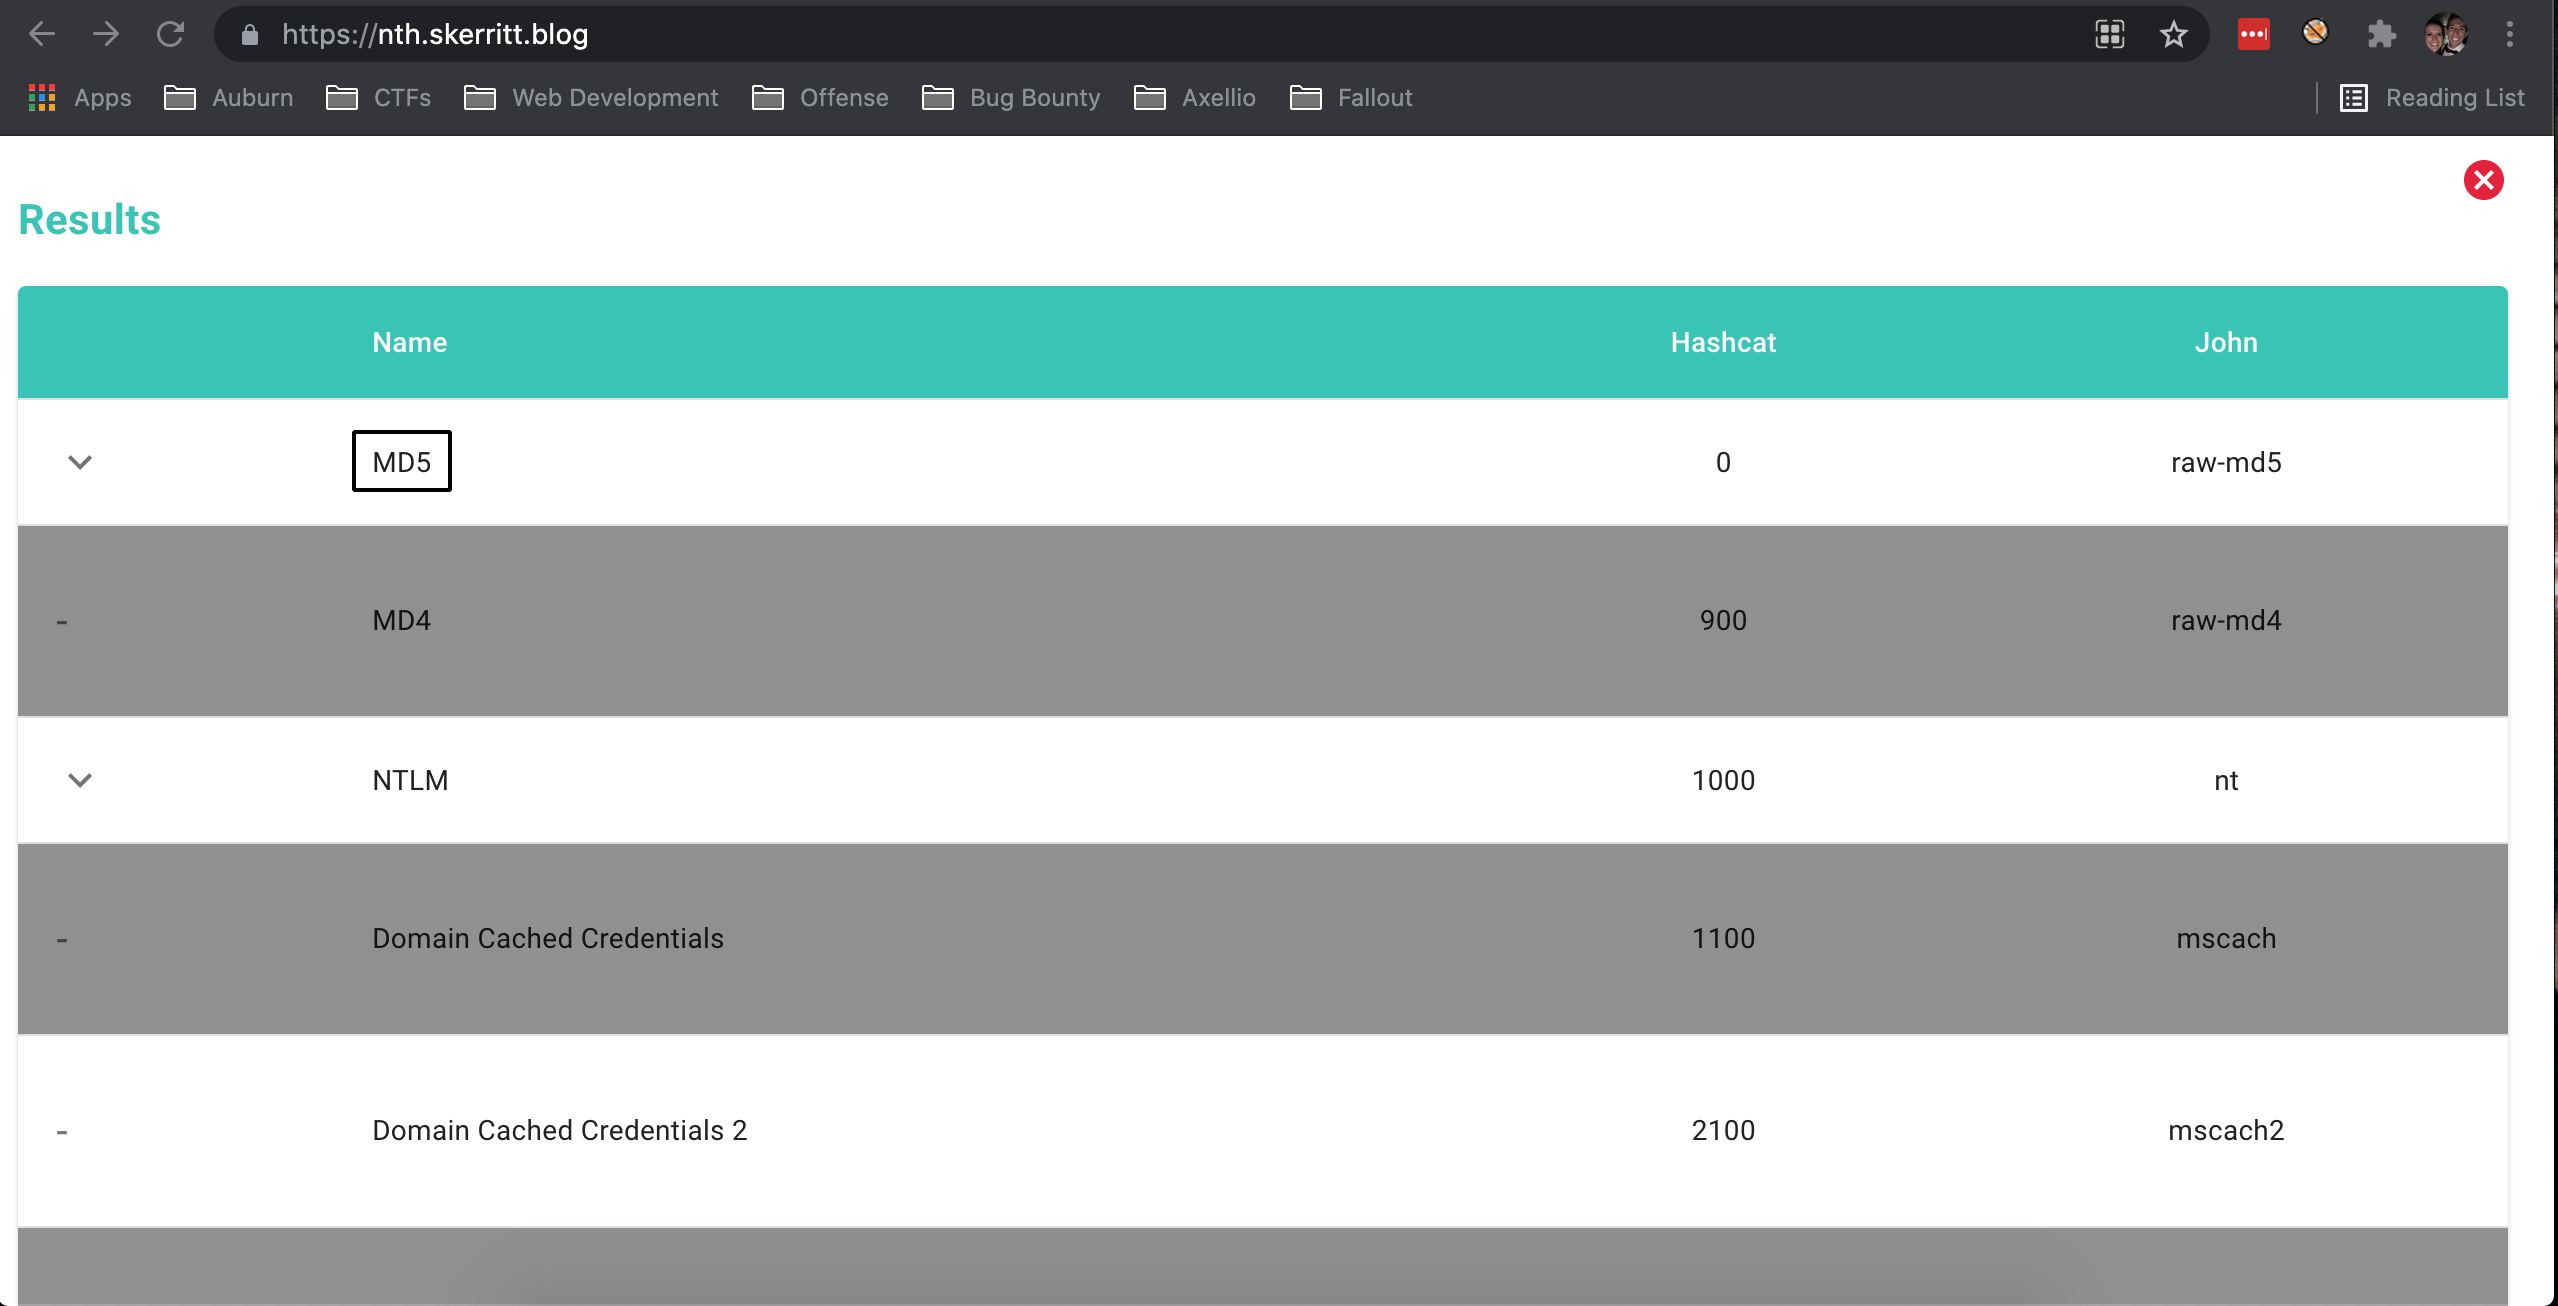 https://nth.skerritt.blog
Apps Auburn CTFs Web Development Offense Bug Bounty Axellio Fallout Reading List
Results
Name Hashcat John
MD5 0 raw-md5
- MD4 900 raw-md4
NTLM 1000 nt
- Domain Cached Credentials 1100 mscach
- Domain Cached Credentials 2 2100 mscach2